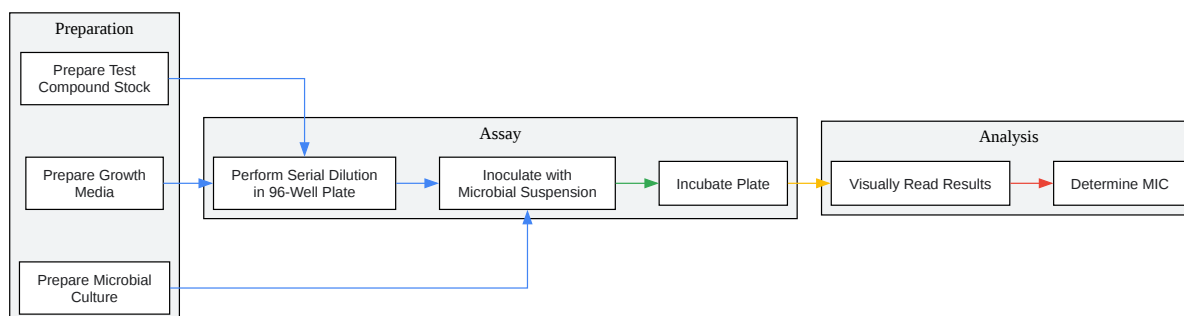 Preparation
Prepare Test
Compound Stock
Prepare Growth
Media
Prepare Microbial
Culture
Assay
Perform Serial Dilution
in 96-Well Plate
Inoculate with
Microbial Suspension
Incubate Plate
Analysis
Visually Read Results
Determine MIC